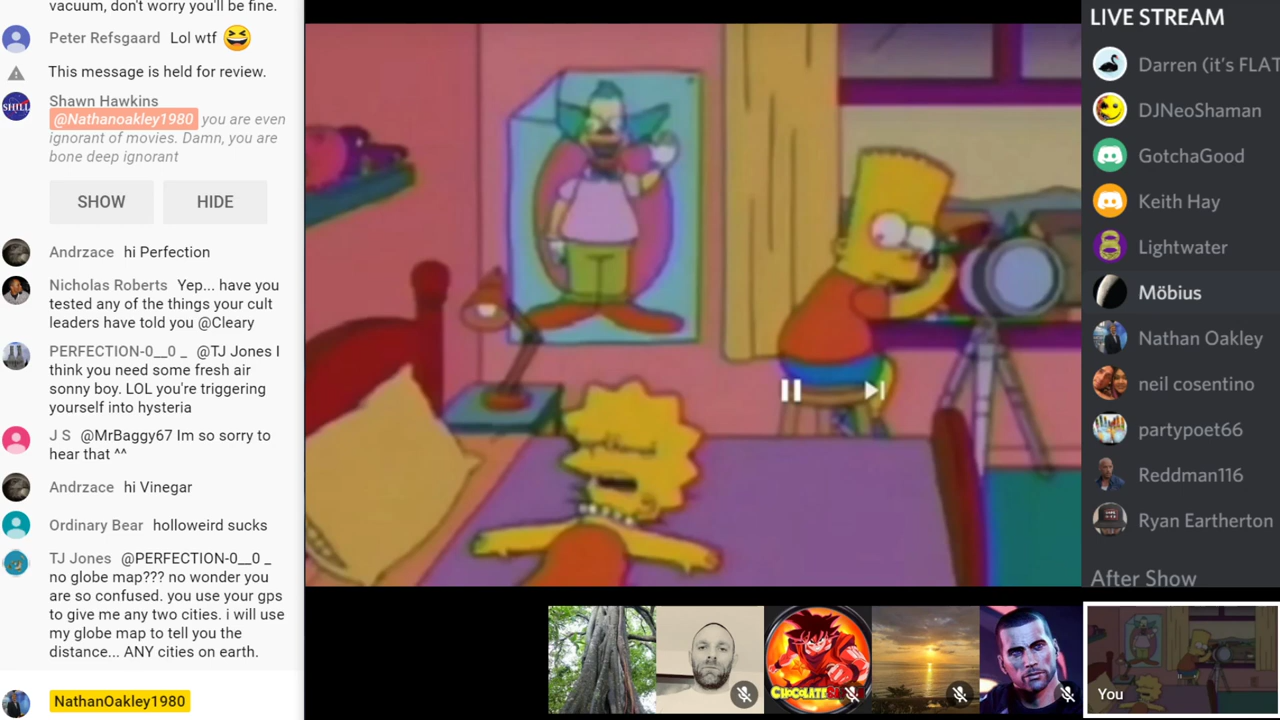 vacuum, don't worry you'll be fine.
Peter Refsgaard Lol wtf
This message is held for review.
Shawn Hawkins
@Nathanoakley1980 you are even
ignorant of movies. Damn, you are
bone deep ignorant
SHOW HIDE
Andrzace hi Perfection
Nicholas Roberts Yep... have you
tested any of the things your cult
leaders have told you @Cleary
PERFECTION-0__0 _ @TJ Jones I
think you need some fresh air
sonny boy. LOL you're triggering
yourself into hysteria
J S @MrBaggy67 Im so sorry to
hear that ^^
Andrzace hi Vinegar
Ordinary Bear holloweird sucks
TJ Jones @PERFECTION-0__0 _
no globe map??? no wonder you
are so confused. you use your gps
to give me any two cities. i will use
my globe map to tell you the
distance... ANY cities on earth.
NathanOakley1980
SHILL
CHOCOLATE
You
LIVE STREAM
Darren (it's FLAT
DJNeoShaman
GotchaGood
Keith Hay
Lightwater
Möbius
Nathan Oakley
neil cosentino
partypoet66
Reddman116
Ryan Eartherton
After Show